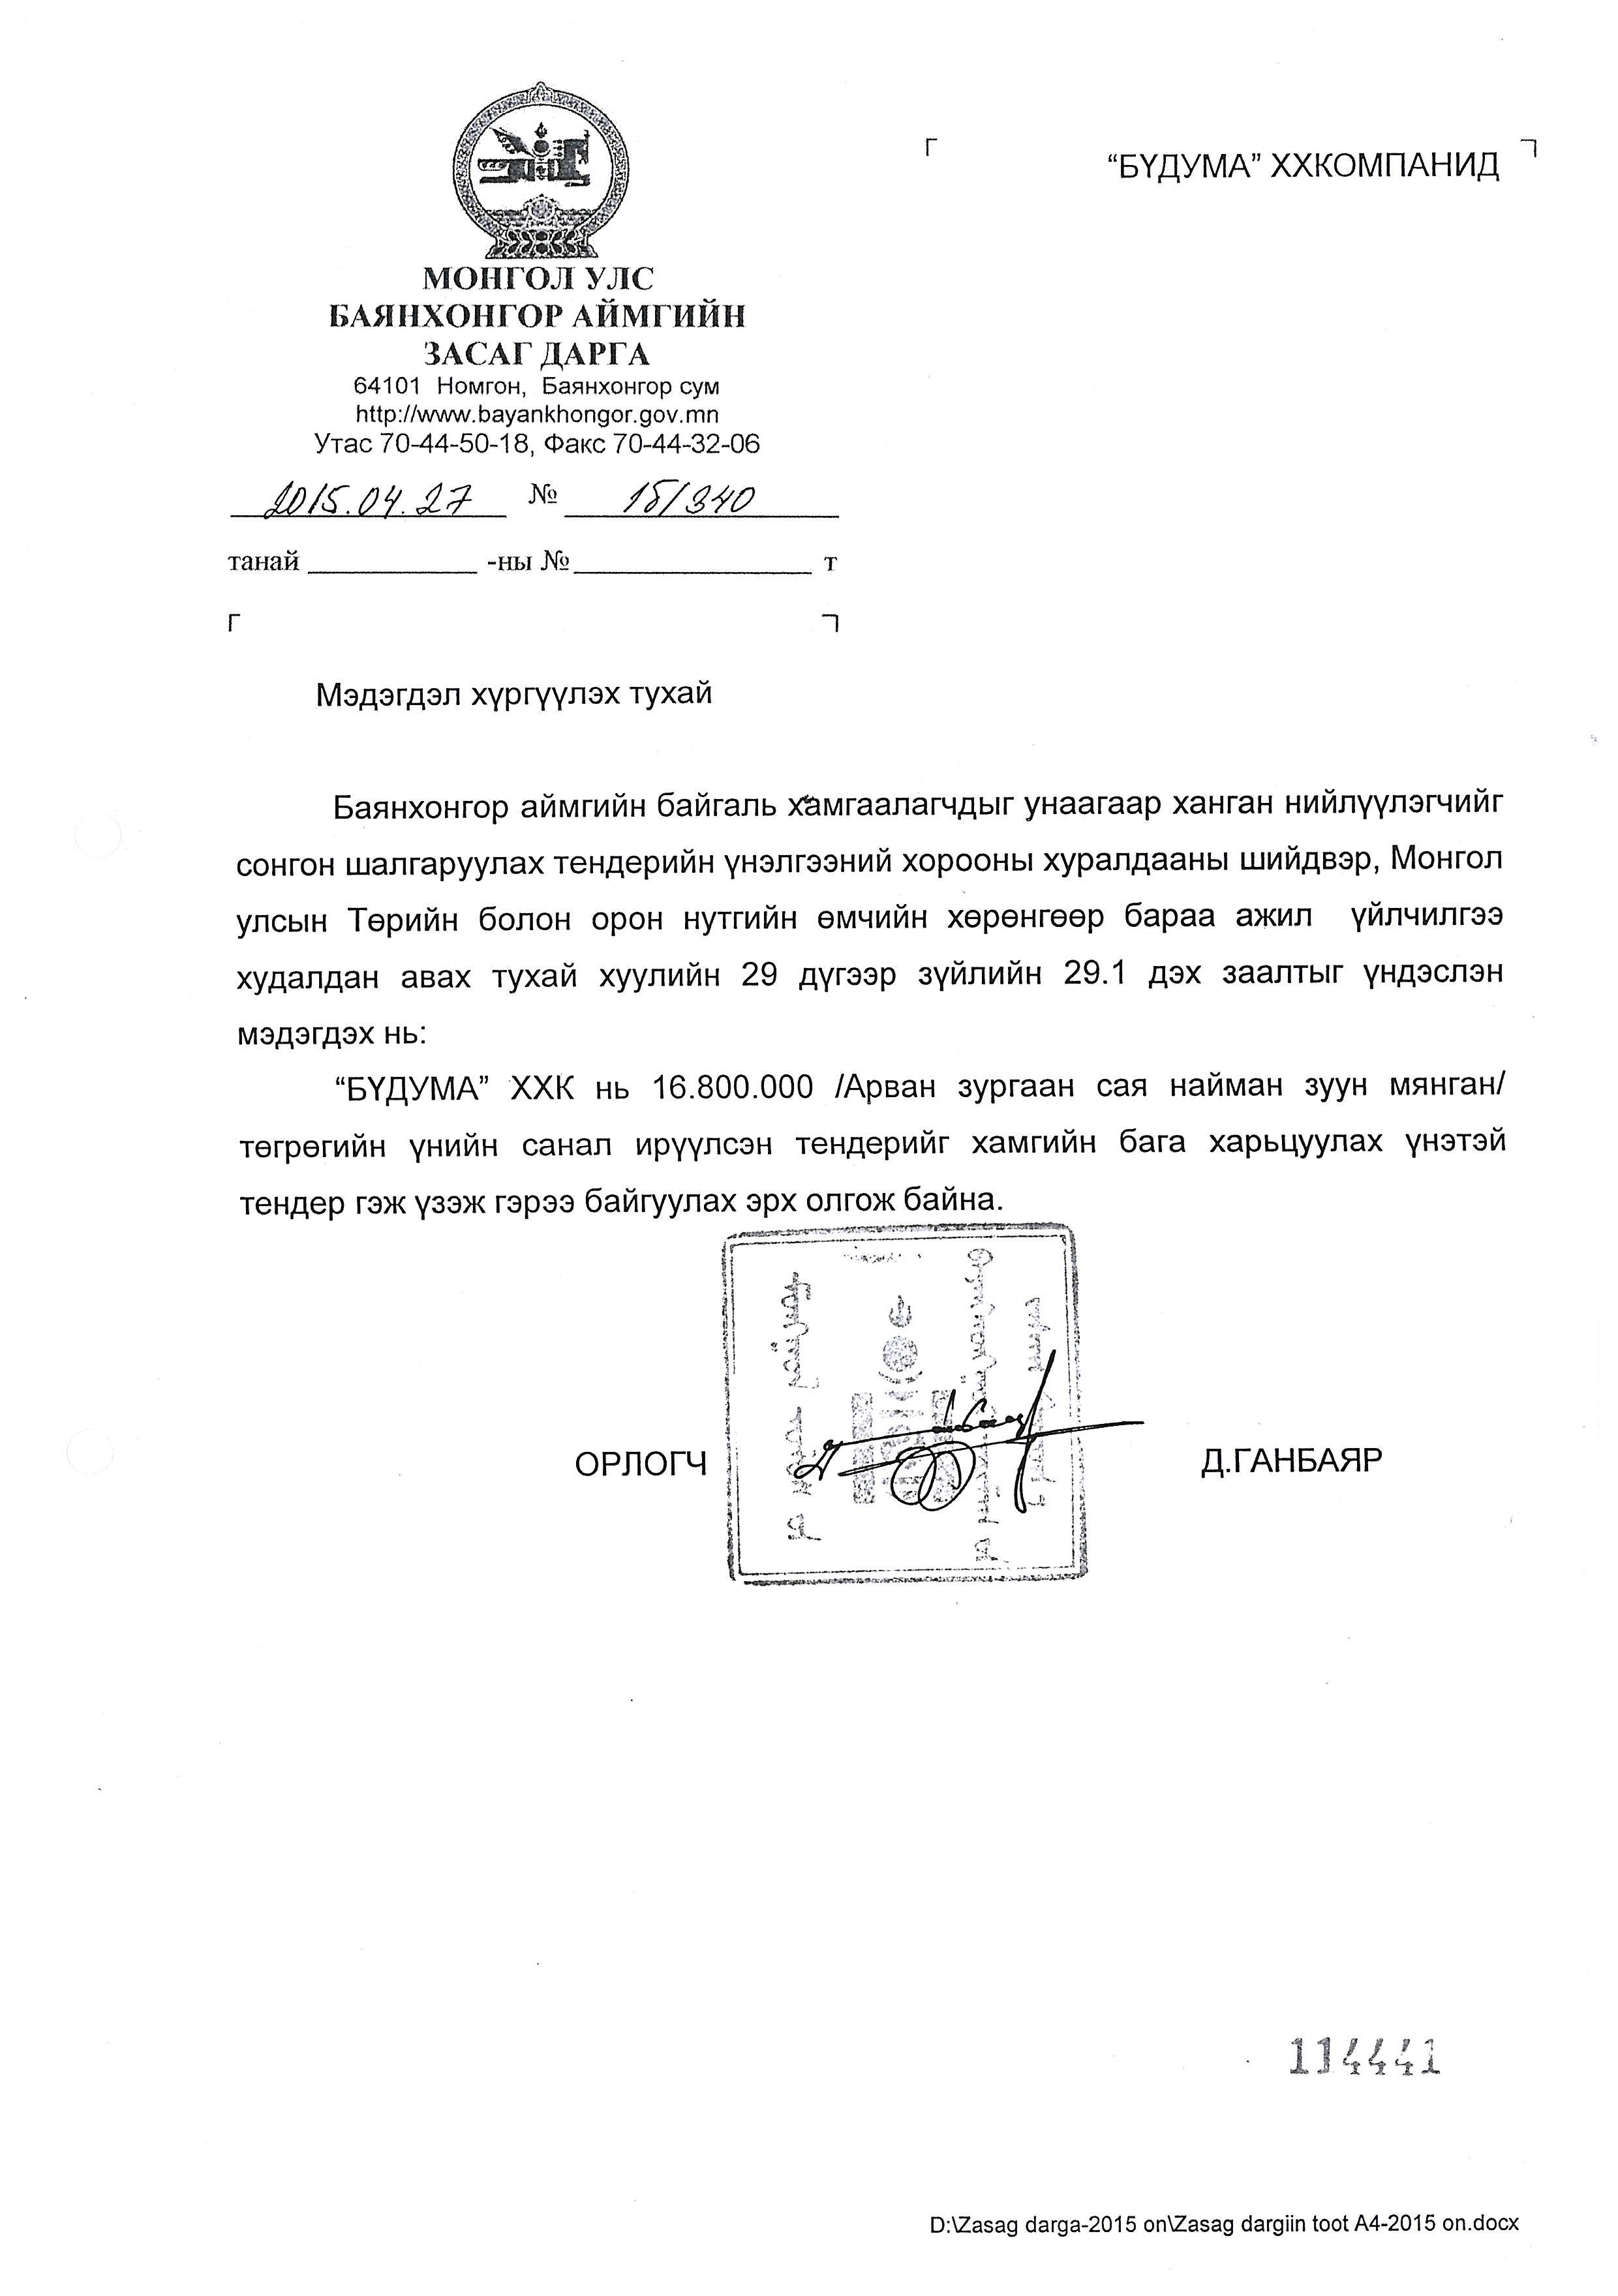 “БҮДУМА” ХХКОМПАНИД
МОНГОЛ УЛС
БАЯНХОНГОР АЙМГИЙН
ЗАСАГ ДАРГА
64101 Номгон, Баянхонгор сум
http://www.bayankhongor.gov.mn
Утас 70-44-50-18, Факс 70-44-32-06
2015.04.27 № 15/340
танай ____________ -ны № ________________ т
Мэдэгдэл хүргүүлэх тухай
Баянхонгор аймгийн байгаль хамгаалагчдыг унаагаар ханган нийлүүлэгчийг
сонгон шалгаруулах тендерийн үнэлгээний хорооны хуралдааны шийдвэр, Монгол
улсын Төрийн болон орон нутгийн өмчийн хөрөнгөөр бараа ажил үйлчилгээ
худалдан авах тухай хуулийн 29 дүгээр зүйлийн 29.1 дэх заалтыг үндэслэн
мэдэгдэх нь:
“БҮДУМА” ХХК нь 16.800.000 /Арван зургаан сая найман зуун мянган/
төгрөгийн үнийн санал ирүүлсэн тендерийг хамгийн бага харьцуулах үнэтэй
тендер гэж үзэж гэрээ байгуулах эрх олгож байна.
ОРЛОГЧ Д.ГАНБАЯР
114441
D:\Zasag darga-2015 on\Zasag dargiin toot A4-2015 on.docx